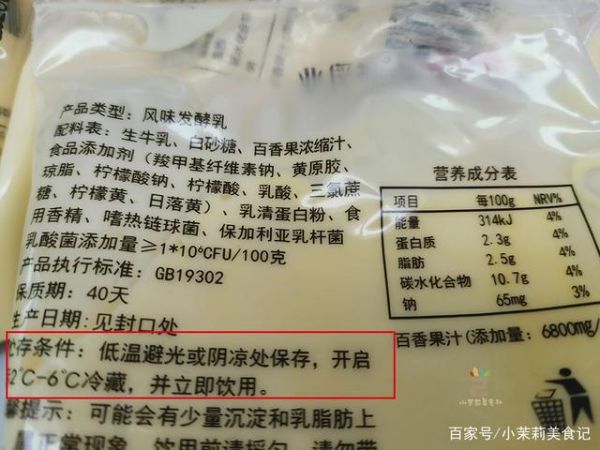 产品类型：风味发酵乳
配料表：生牛乳、白砂糖、百香果浓缩汁、
食品添加剂（羧甲基纤维素钠、黄原胶、
琼脂、柠檬酸钠、柠檬酸、乳酸、三氯蔗
糖、柠檬黄、日落黄）、乳清蛋白粉、食
用香精、嗜热链球菌、保加利亚乳杆菌
乳酸菌添加量≥1*10⁶CFU/100克
产品执行标准：GB19302
保质期：40天
生产日期：见封口处
贮存条件：低温避光或阴凉处保存，开启
2℃-6℃冷藏，并立即饮用。
馨提示：可能会有少量沉淀和乳脂肪上
属正常现象，饮用前请摇匀，请勿带
营养成分表
项目 每100g NRV%
能量 314kJ 4%
蛋白质 2.3g 4%
脂肪 2.5g 4%
碳水化合物 10.7g 4%
钠 65mg 3%
百香果汁（添加量：6800mg/
百家号/小茉莉美食记